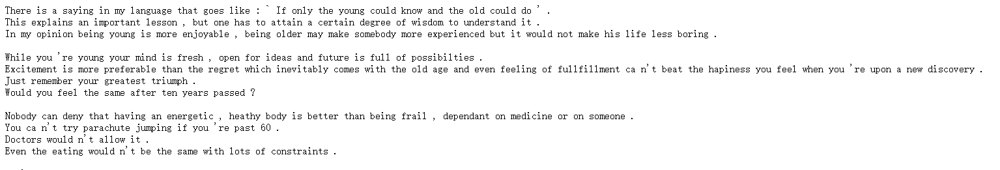 There is a saying in my language that goes like : ` If only the young could know and the old could do ' .
This explains an important lesson , but one has to attain a certain degree of wisdom to understand it .
In my opinion being young is more enjoyable , being older may make somebody more experienced but it would not make his life less boring .
While you 're young your mind is fresh , open for ideas and future is full of possibilties .
Excitement is more preferable than the regret which inevitably comes with the old age and even feeling of fullfillment ca n't beat the hapiness you feel when you 're upon a new discovery .
Just remember your greatest triumph .
Would you feel the same after ten years passed ?
Nobody can deny that having an energetic , heathy body is better than being frail , dependant on medicine or on someone .
You ca n't try parachute jumping if you 're past 60 .
Doctors would n't allow it .
Even the eating would n't be the same with lots of constraints .